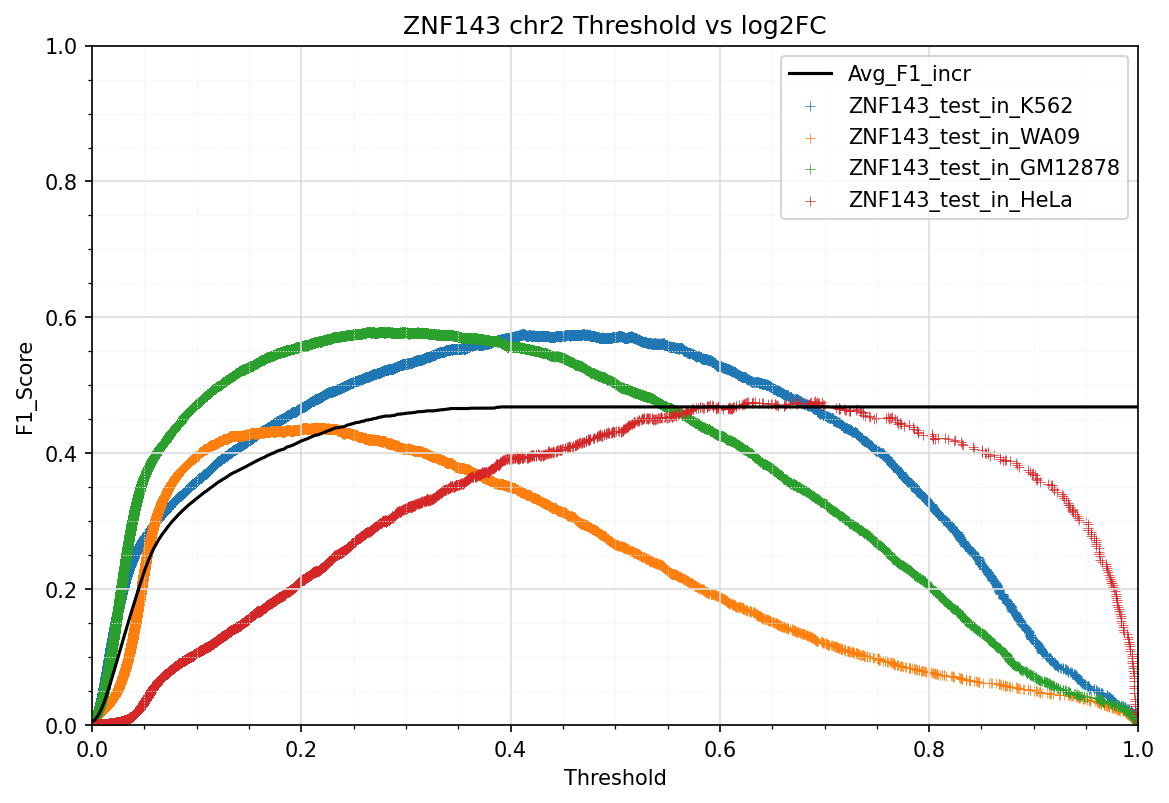 ZNF143 chr2 Threshold vs log2FC
Avg_F1_incr
ZNF143_test_in_K562
ZNF143_test_in_WA09
ZNF143_test_in_GM12878
ZNF143_test_in_HeLa
F1_Score
1.0
0.8
0.6
0.4
0.2
0.0
0.0 0.2 0.4 0.6 0.8 1.0
Threshold